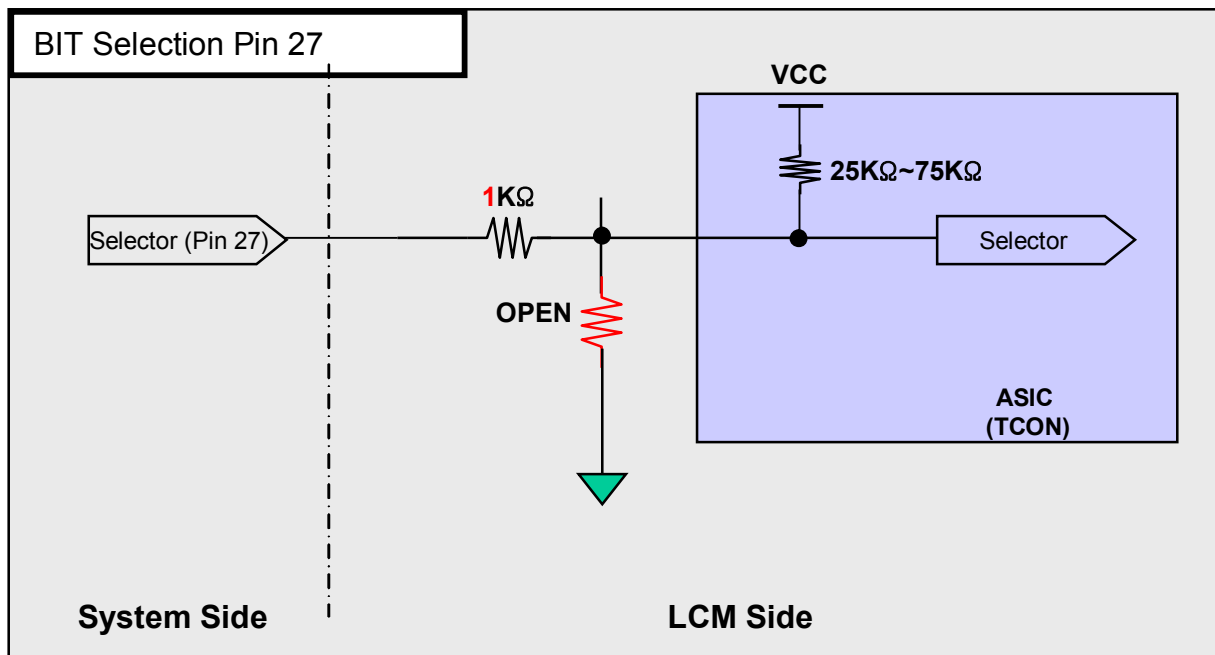 BIT Selection Pin 27
VCC
25KΩ~75KΩ
1KΩ
Selector (Pin 27)
Selector
OPEN
ASIC
(TCON)
System Side
LCM Side